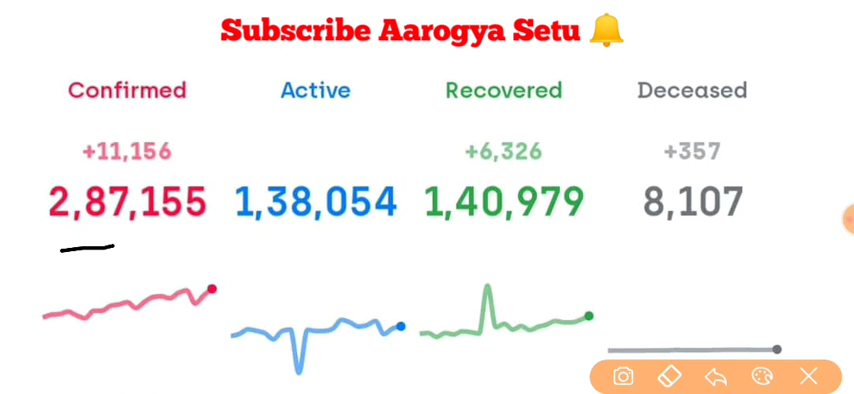 Subscribe Aarogya Setu 🔔
Confirmed Active Recovered Deceased
+11,156 +6,326 +357
2,87,155 1,38,054 1,40,979 8,107